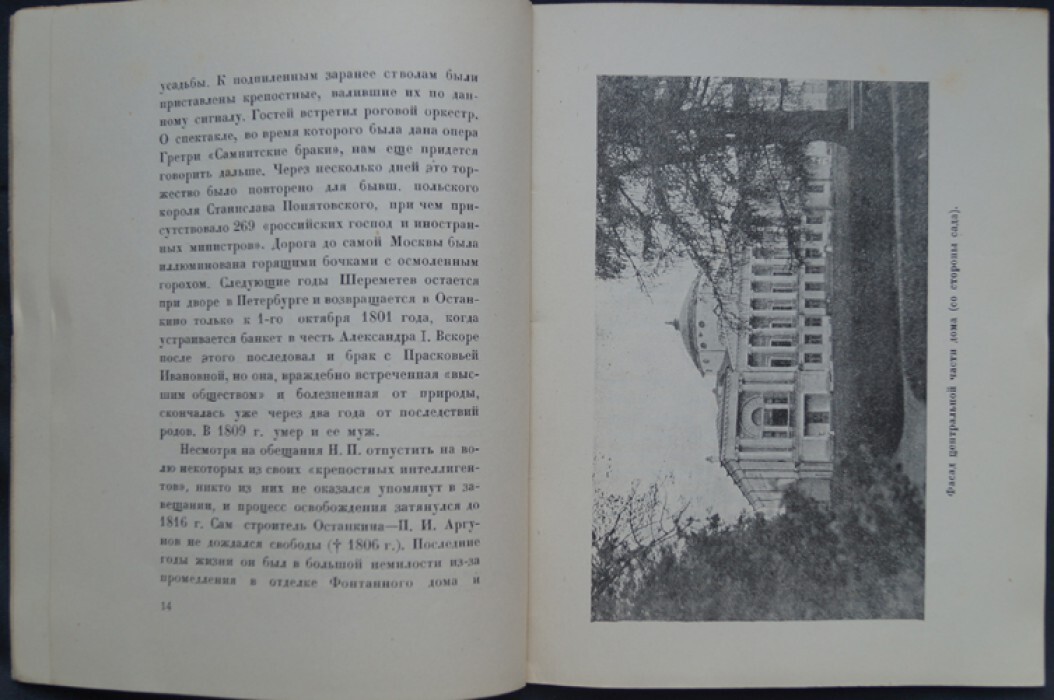 усадьбы. К подпиленным заранее стволам были
приставлены крепостные, валившие их по дан-
ному сигналу. Гостей встретил роговой оркестр.
О спектакле, во время которого была дана опера
Гретри «Самнитские браки», нам еще придется
говорить дальше. Через несколько дней это тор-
жество было повторено для бывш. польского
короля Станислава Понятовского, при чем при-
сутствовало 269 «российских господ и иностран-
ных министров». Дорога до самой Москвы была
иллюминована горящими бочками с осмоленным
горохом. Следующие годы Шереметев остается
при дворе в Петербурге и возвращается в Остан-
кино только к 1-го октября 1801 года, когда
устраивается банкет в честь Александра I. Вскоре
после этого последовал и брак с Прасковьей
Ивановной, но она, враждебно встреченная «выс-
шим обществом» и болезненная от природы,
скончалась уже через два года от последствий
родов. В 1809 г. умер и ее муж.
Несмотря на обещания Н. П. отпустить на во-
лю некоторых из своих «крепостных интеллиген-
тов», никто из них не оказался упомянут в за-
вещании, и процесс освобождения затянулся до
1816 г. Сам строитель Останкина—П. И. Аргу-
нов не дождался свободы († 1806 г.). Последние
годы жизни он был в большой немилости из-за
промедления в отделке Фонтанного дома и
14
Фасад центральной части дома (со стороны сада).